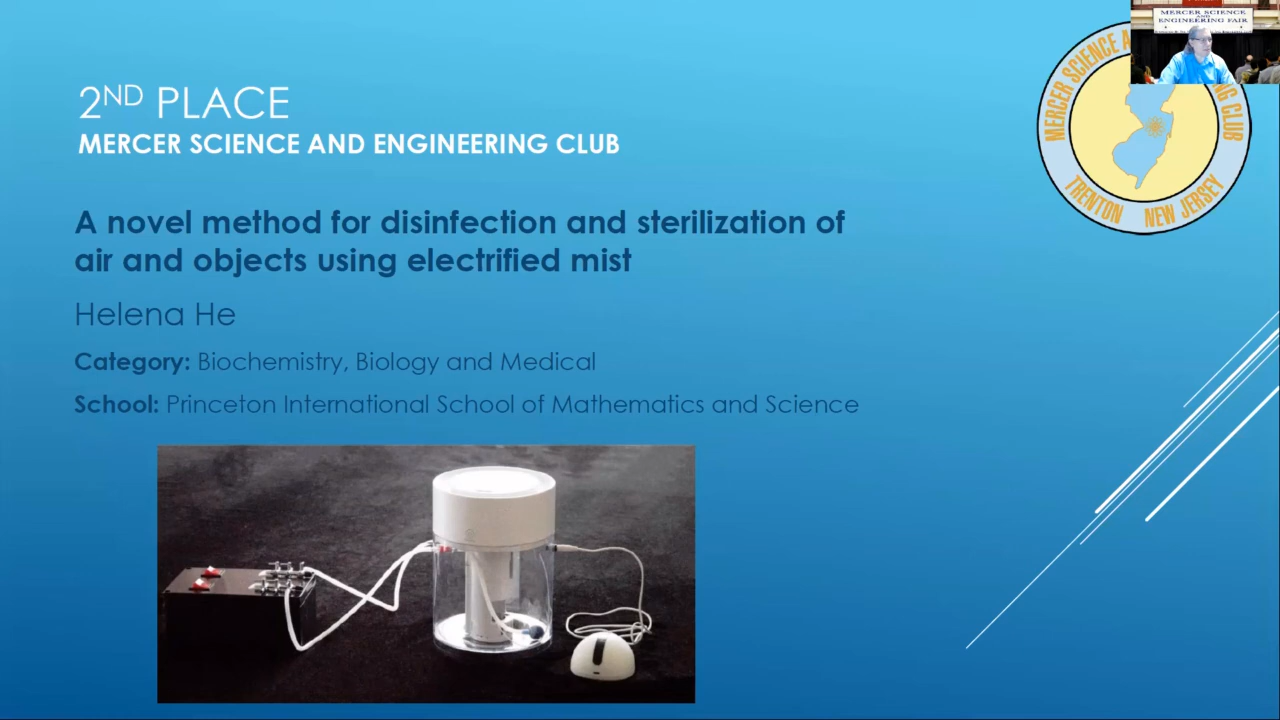 2ND PLACE
MERCER SCIENCE AND ENGINEERING CLUB
A novel method for disinfection and sterilization of
air and objects using electrified mist
Helena He
Category: Biochemistry, Biology and Medical
School: Princeton International School of Mathematics and Science
MERCER SCIENCE
AND
ENGINEERING FAIR
MERCER SCIENCE A
NG CLUB
TRENTON NEW JERSEY